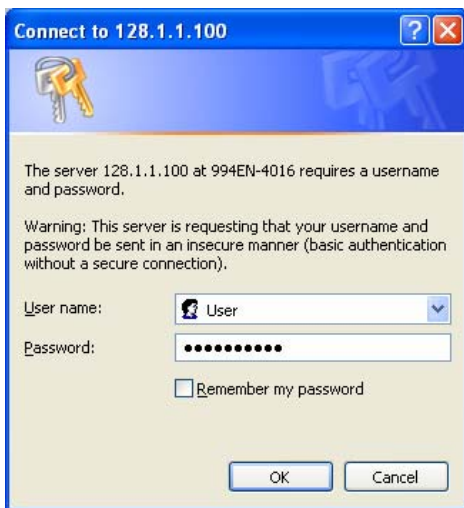 Connect to 128.1.1.100
The server 128.1.1.100 at 994EN-4016 requires a username
and password.
Warning: This server is requesting that your username and
password be sent in an insecure manner (basic authentication
without a secure connection).
User name:
User
Password:
••••••••••
Remember my password
OK
Cancel